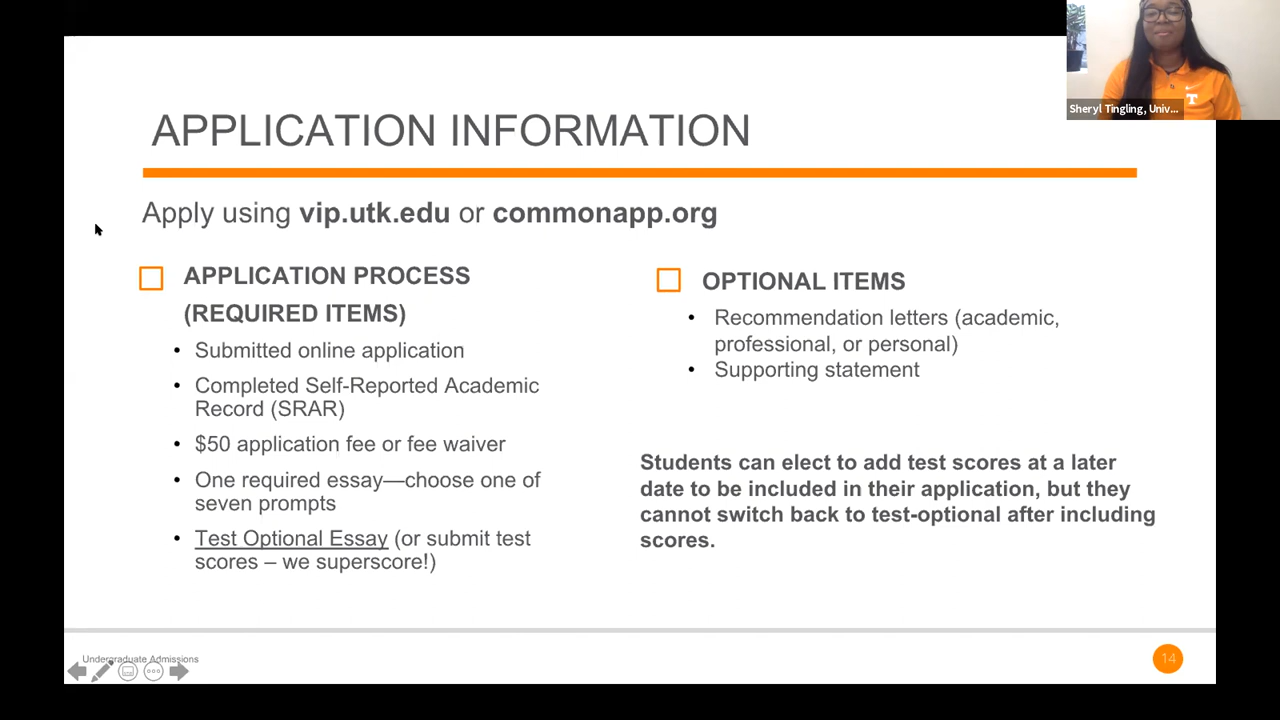 APPLICATION INFORMATION
Apply using vip.utk.edu or commonapp.org
APPLICATION PROCESS
(REQUIRED ITEMS)
• Submitted online application
• Completed Self-Reported Academic
Record (SRAR)
• $50 application fee or fee waiver
• One required essay—choose one of
seven prompts
• Test Optional Essay (or submit test
scores – we superscore!)
OPTIONAL ITEMS
• Recommendation letters (academic,
professional, or personal)
• Supporting statement
Students can elect to add test scores at a later
date to be included in their application, but they
cannot switch back to test-optional after including
scores.
Undergraduate Admissions
14
T
Sheryl Tingling, Univ...